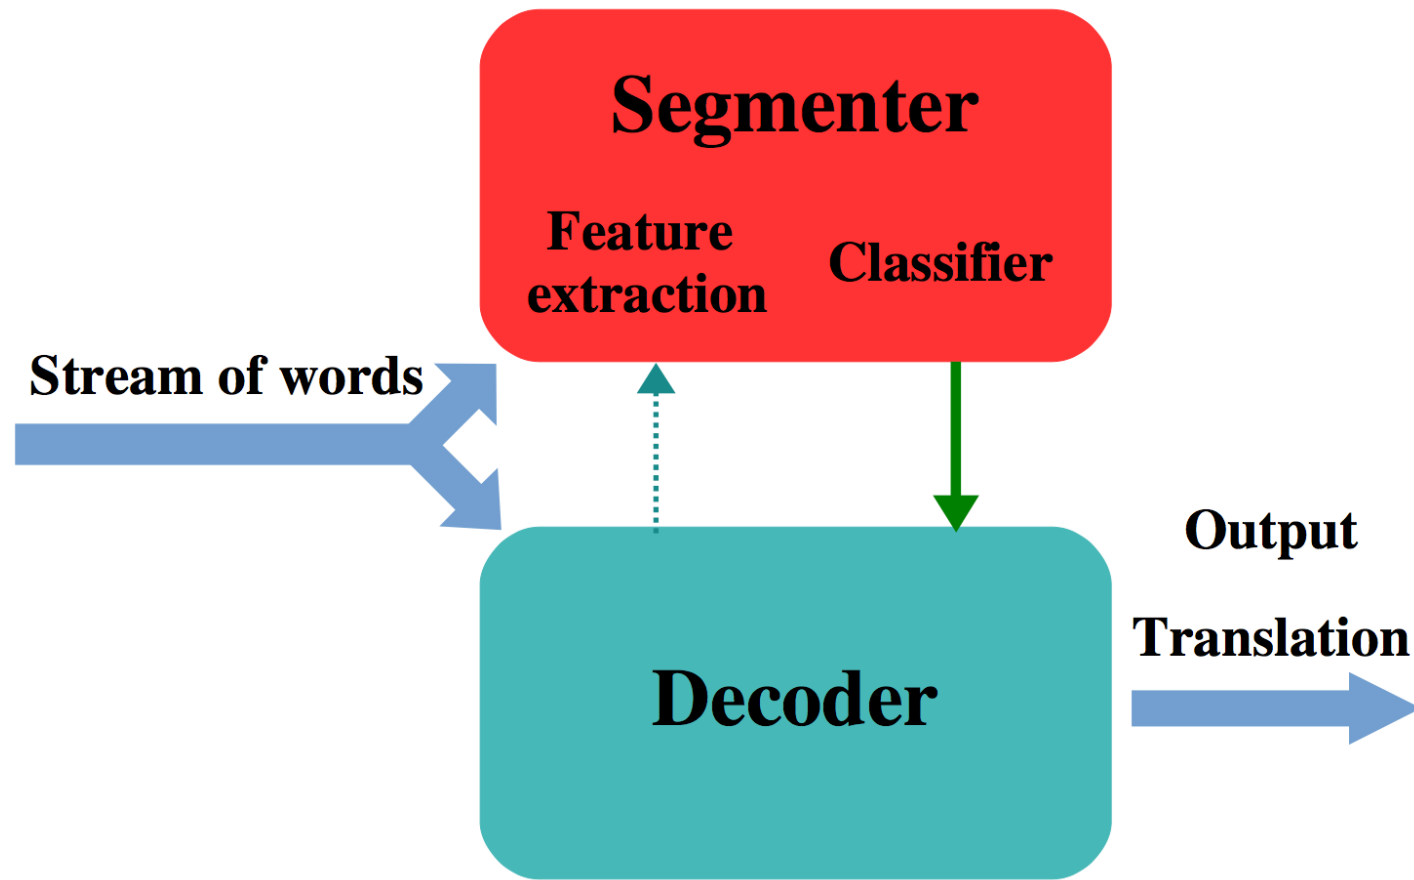 Segmenter
Feature
extraction
Classifier
Stream of words
Output
Translation
Decoder